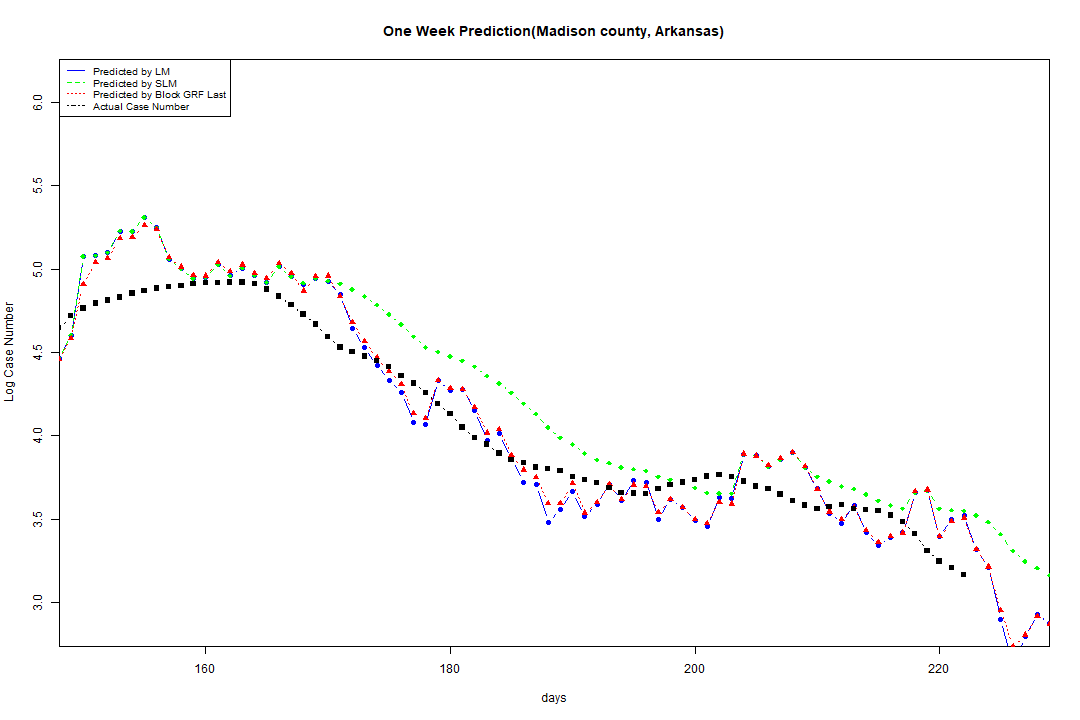 One Week Prediction(Madison county, Arkansas)
Predicted by LM
Predicted by SLM
Predicted by Block GRF Last
Actual Case Number
6.0
5.5
5.0
4.5
4.0
3.5
3.0
Log Case Number
160 180 200 220
days